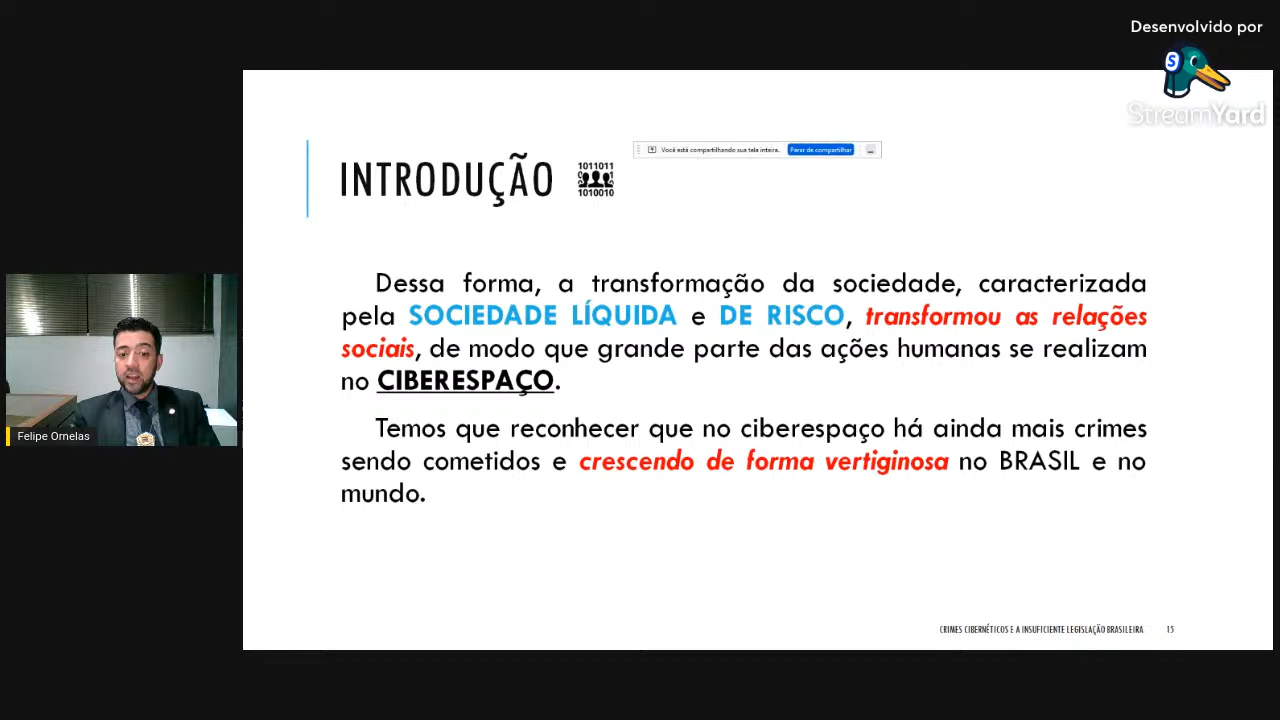 Desenvolvido por
S
StreamYard
Você está compartilhando sua tela inteira.
Parar de compartilhar
INTRODUÇÃO
1011011
1010010
Dessa forma, a transformação da sociedade, caracterizada
pela SOCIEDADE LÍQUIDA e DE RISCO, transformou as relações
sociais, de modo que grande parte das ações humanas se realizam
no CIBERESPAÇO.
Temos que reconhecer que no ciberespaço há ainda mais crimes
sendo cometidos e crescendo de forma vertiginosa no BRASIL e no
mundo.
Felipe Ornelas
CRIMES CIBERNÉTICOS E A INSUFICIENTE LEGISLAÇÃO BRASILEIRA 15